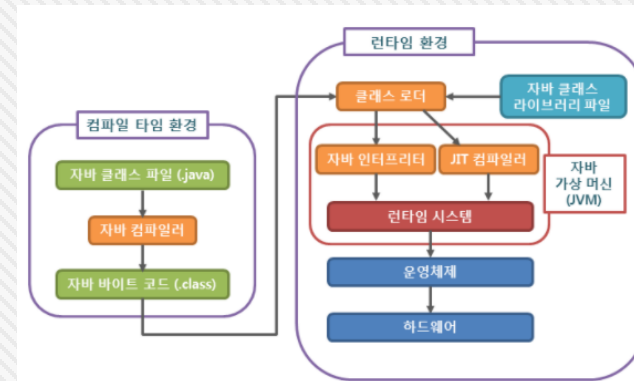 런타임 환경
클래스 로더
자바 클래스
라이브러리 파일
컴파일 타임 환경
자바 클래스 파일 (.java)
자바 인터프리터
JIT 컴파일러
자바
가상 머신
(JVM)
자바 컴파일러
런타임 시스템
자바 바이트 코드 (.class)
운영체제
하드웨어